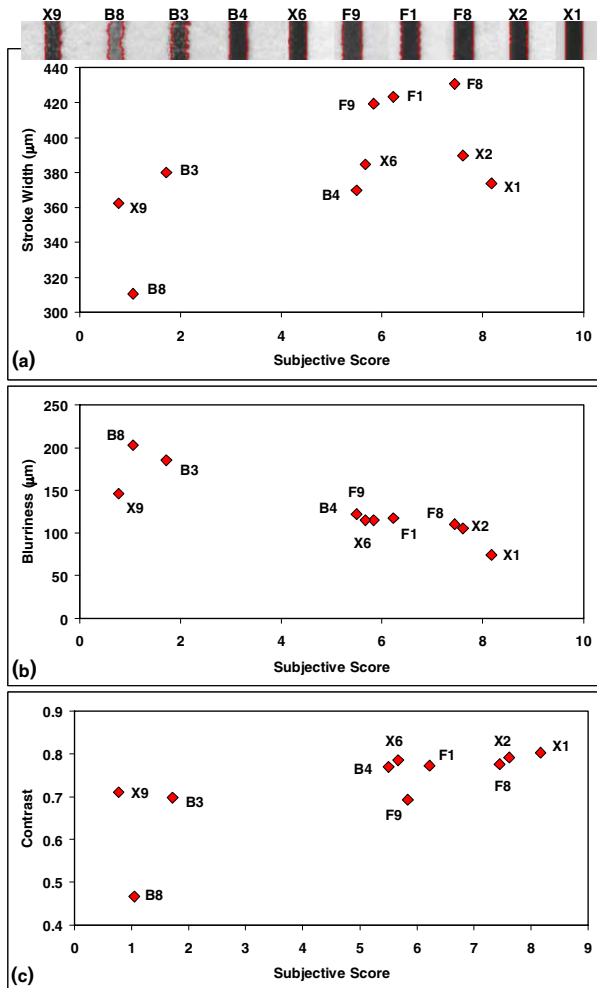 X9 B8 B3 B4 X6 F9 F1 F8 X2 X1
440
420
400
380
360
340
320
300
Stroke Width (µm)
F8
F1
F9
X2
X6
B3
X1
B4
X9
B8
0 2 4 6 8 10
Subjective Score
(a)
250
200
150
100
50
0
Blurriness (µm)
B8
B3
X9
F9
B4
X6
F1
F8
X2
X1
0 2 4 6 8 10
Subjective Score
(b)
0.9
0.8
0.7
0.6
0.5
0.4
Contrast
X6
F1
X2
X1
B4
F8
X9
B3
F9
B8
0 1 2 3 4 5 6 7 8 9
Subjective Score
(c)